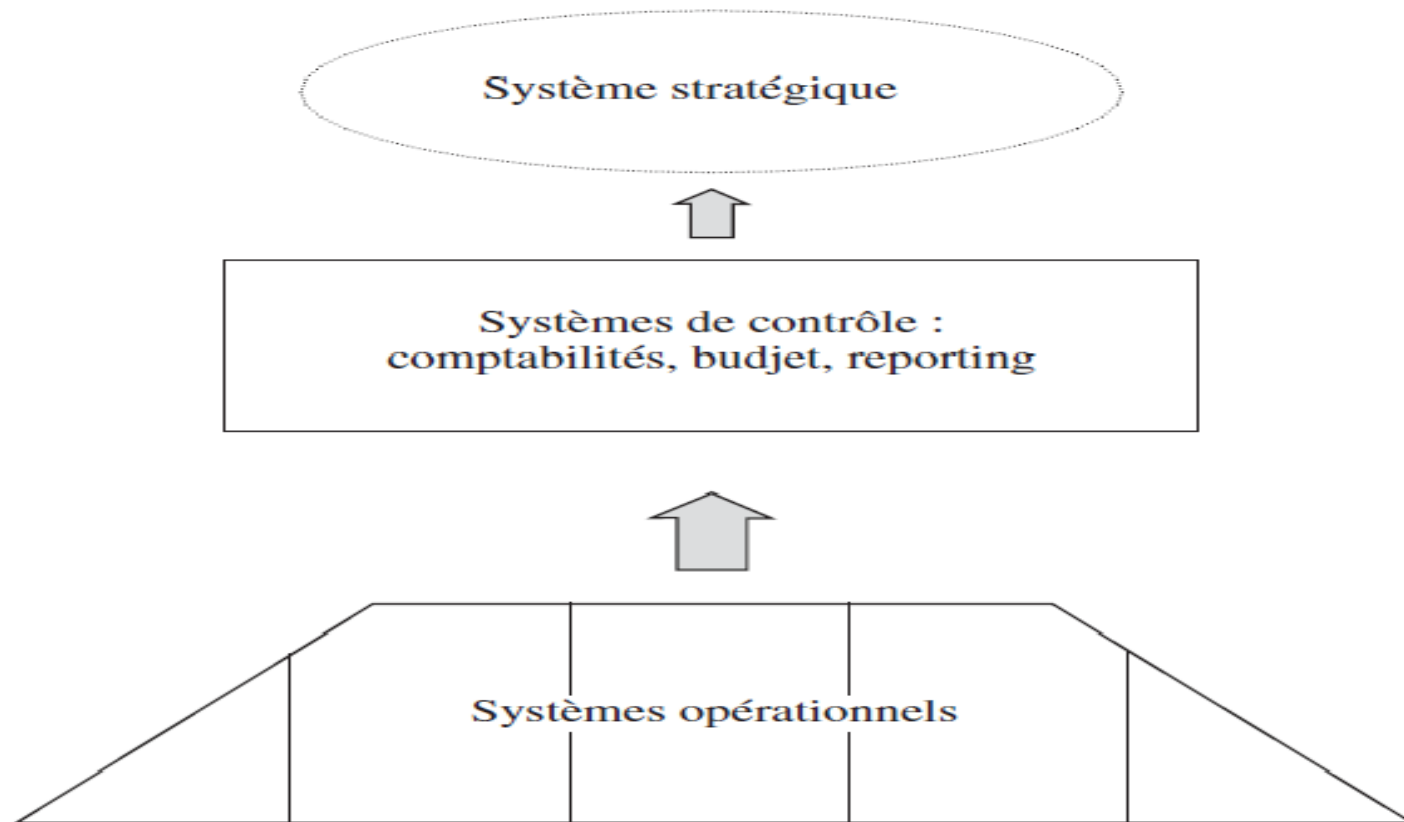 Système stratégique
Systèmes de contrôle :
comptabilités, budjet, reporting
Systèmes opérationnels